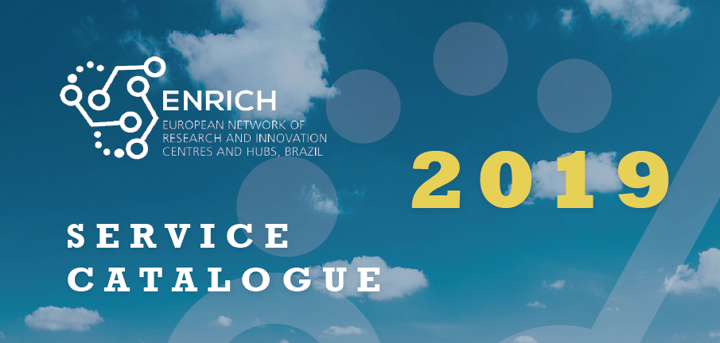 ENRICH
EUROPEAN NETWORK OF
RESEARCH AND INNOVATION
CENTRES AND HUBS, BRAZIL
2019
SERVICE
CATALOGUE